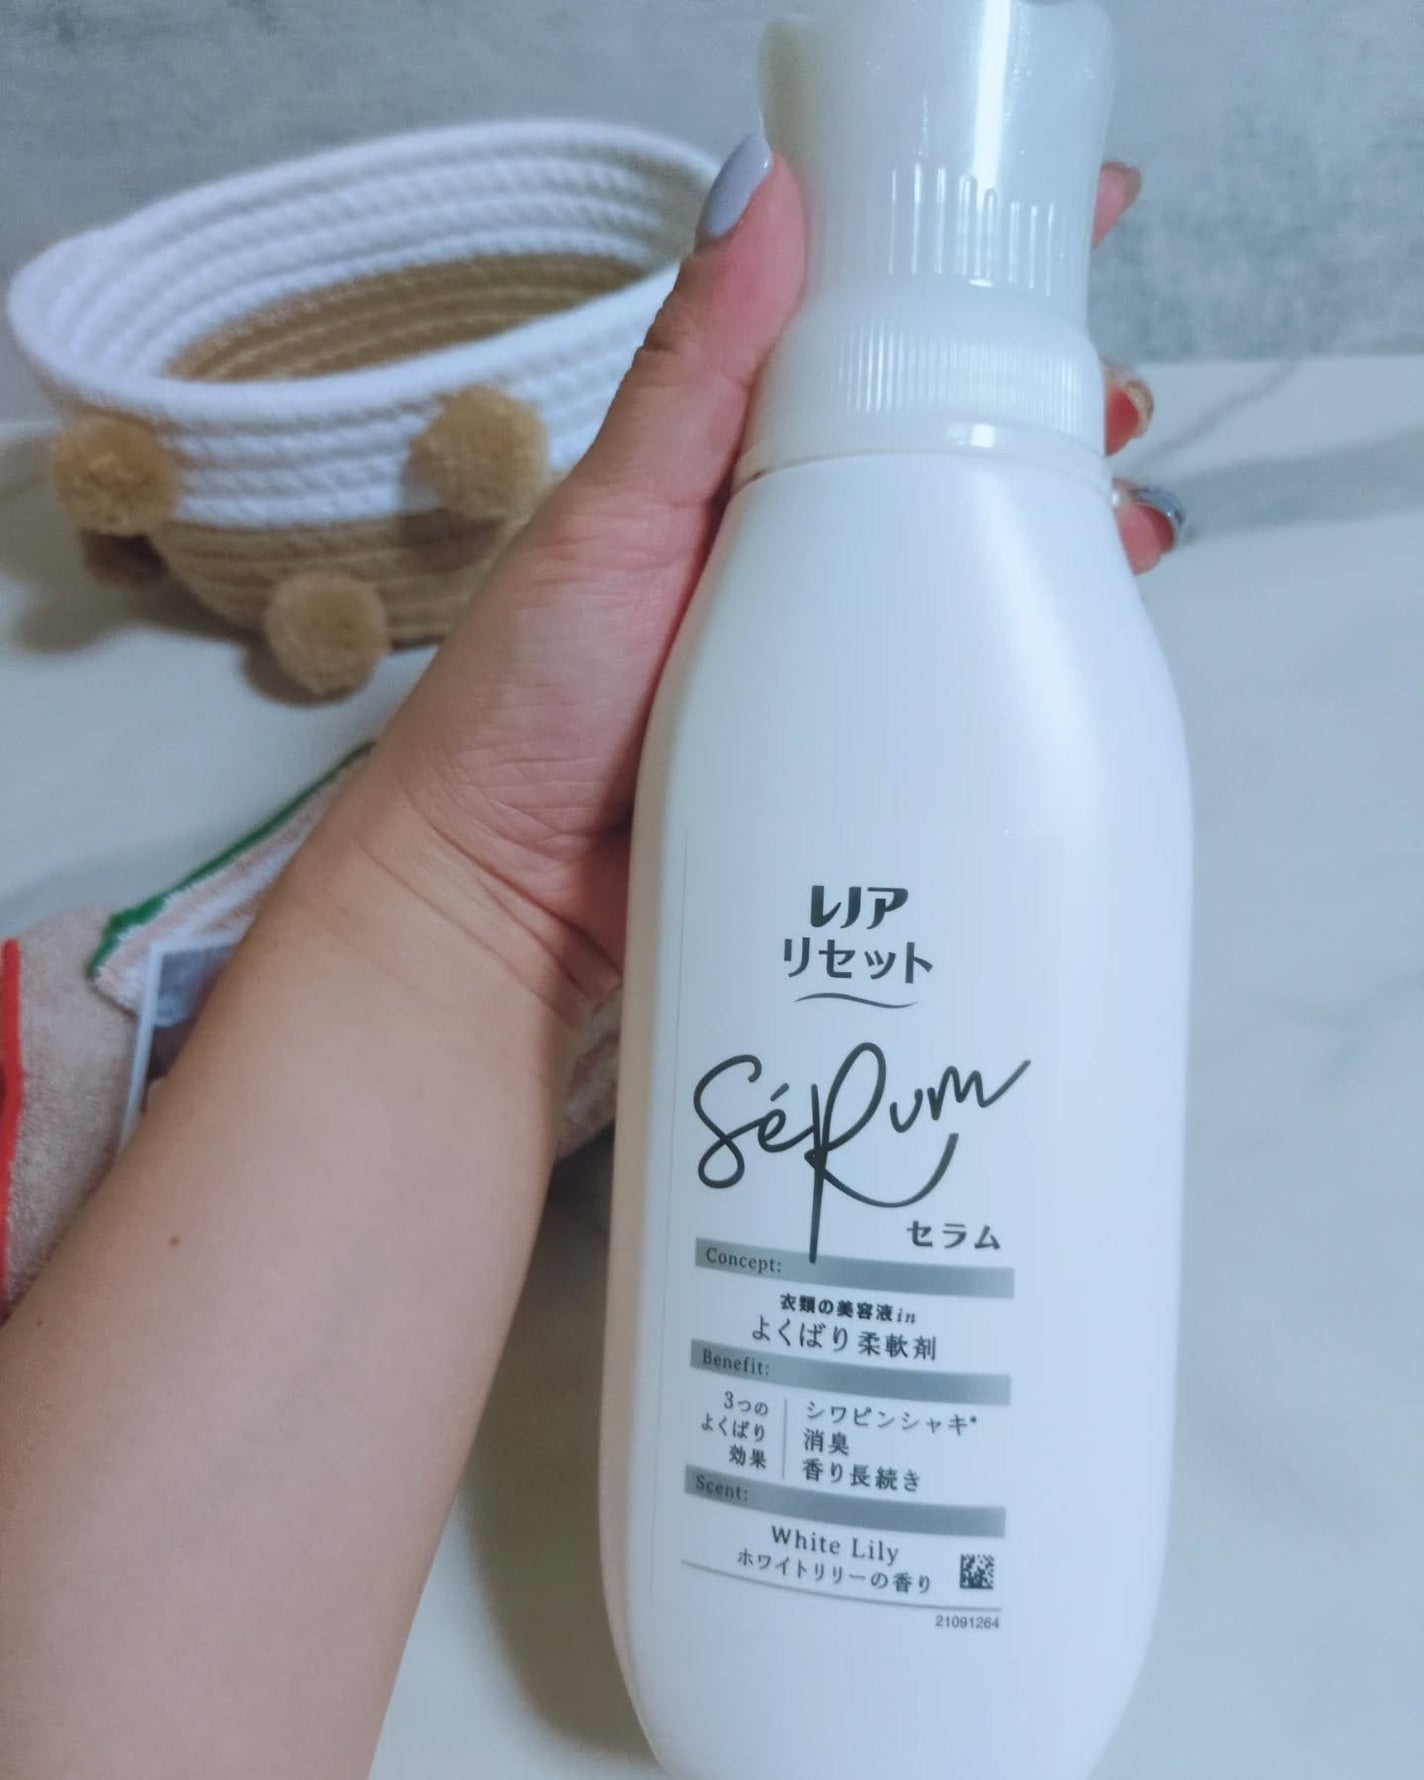 レノア
リセット
SéRum
セラム
Concept:
衣類の美容液in
よくばり柔軟剤
Benefit:
3つの
よくばり
効果
シワピンシャキ*
消臭
香り長続き
Scent:
White Lily
ホワイトリリーの香り
21091264